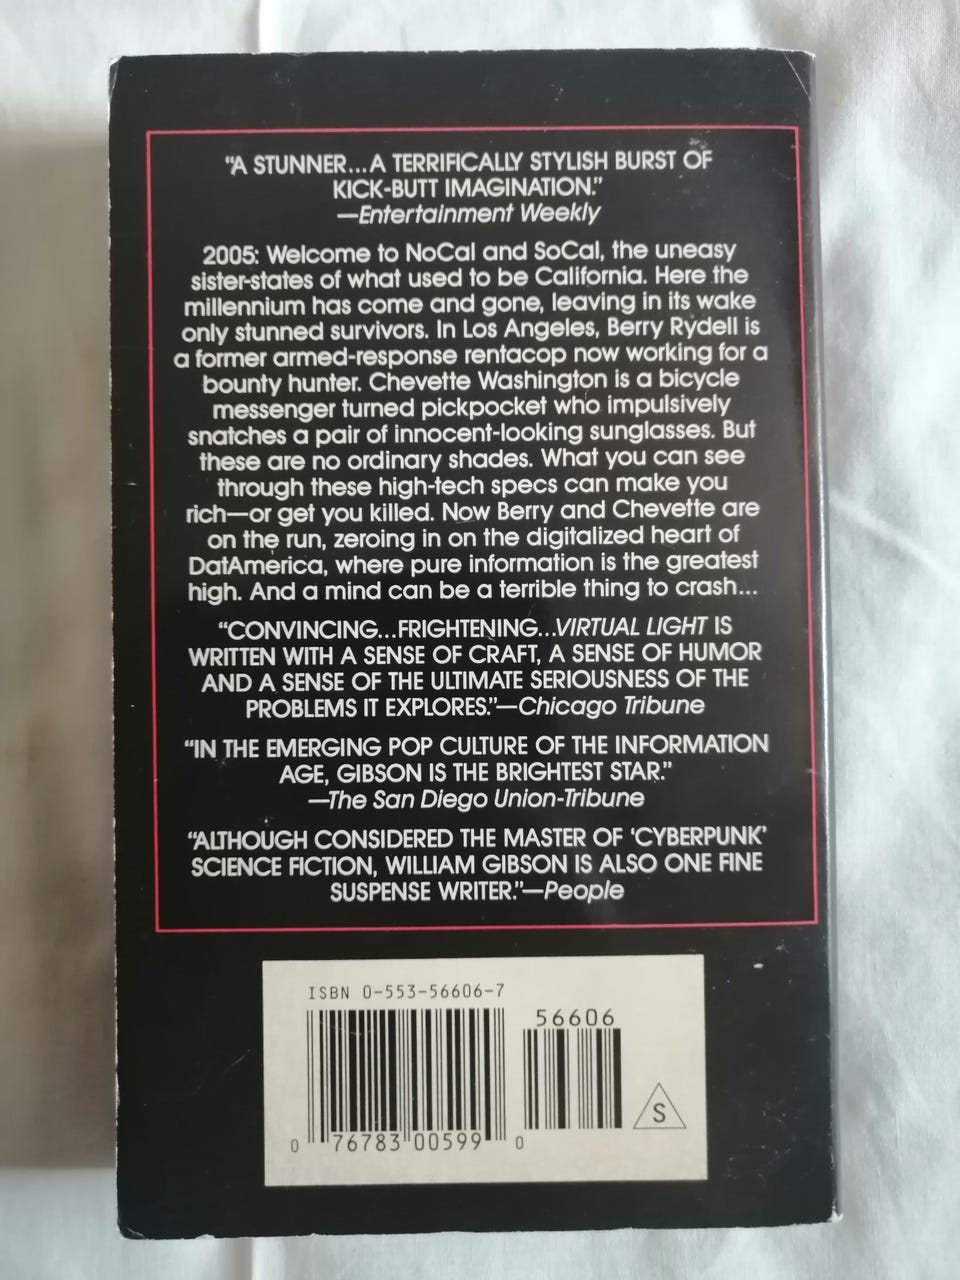 “A STUNNER...A TERRIFICALLY STYLISH BURST OF
KICK-BUTT IMAGINATION.”
—Entertainment Weekly
2005: Welcome to NoCal and SoCal, the uneasy
sister-states of what used to be California. Here the
millennium has come and gone, leaving in its wake
only stunned survivors. In Los Angeles, Berry Rydell is
a former armed-response rentacop now working for a
bounty hunter. Chevette Washington is a bicycle
messenger turned pickpocket who impulsively
snatches a pair of innocent-looking sunglasses. But
these are no ordinary shades. What you can see
through these high-tech specs can make you
rich—or get you killed. Now Berry and Chevette are
on the run, zeroing in on the digitalized heart of
DatAmerica, where pure information is the greatest
high. And a mind can be a terrible thing to crash...
“CONVINCING...FRIGHTENING...VIRTUAL LIGHT IS
WRITTEN WITH A SENSE OF CRAFT, A SENSE OF HUMOR
AND A SENSE OF THE ULTIMATE SERIOUSNESS OF THE
PROBLEMS IT EXPLORES.”—Chicago Tribune
“IN THE EMERGING POP CULTURE OF THE INFORMATION
AGE, GIBSON IS THE BRIGHTEST STAR.”
—The San Diego Union-Tribune
“ALTHOUGH CONSIDERED THE MASTER OF ‘CYBERPUNK’
SCIENCE FICTION, WILLIAM GIBSON IS ALSO ONE FINE
SUSPENSE WRITER.”—People
ISBN 0-553-56606-7
56606
S
0 76783 00599 0